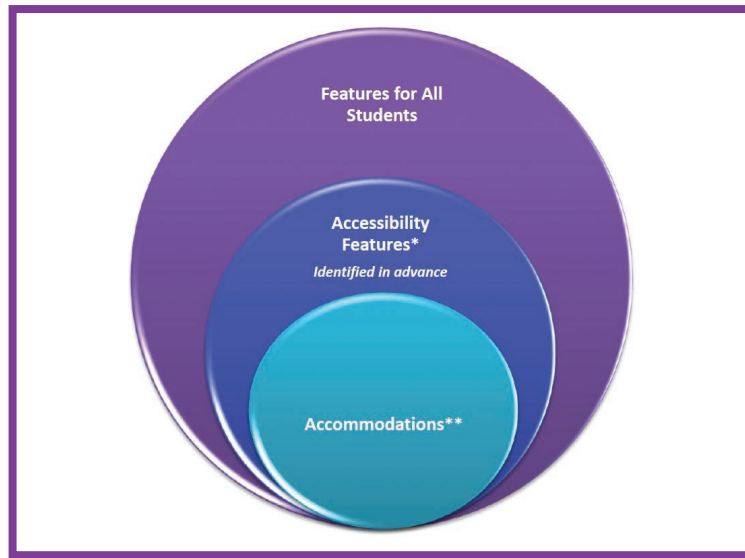 Features for All
Students
Accessibility
Features*
Identified in advance
Accommodations**